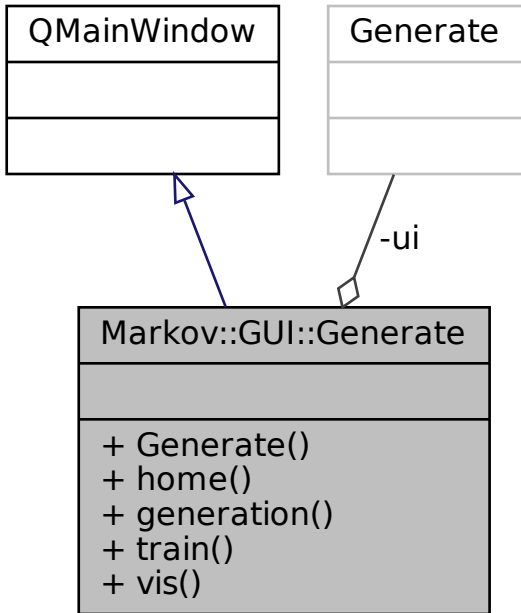 QMainWindow
Generate
-ui
Markov::GUI::Generate
+ Generate()
+ home()
+ generation()
+ train()
+ vis()